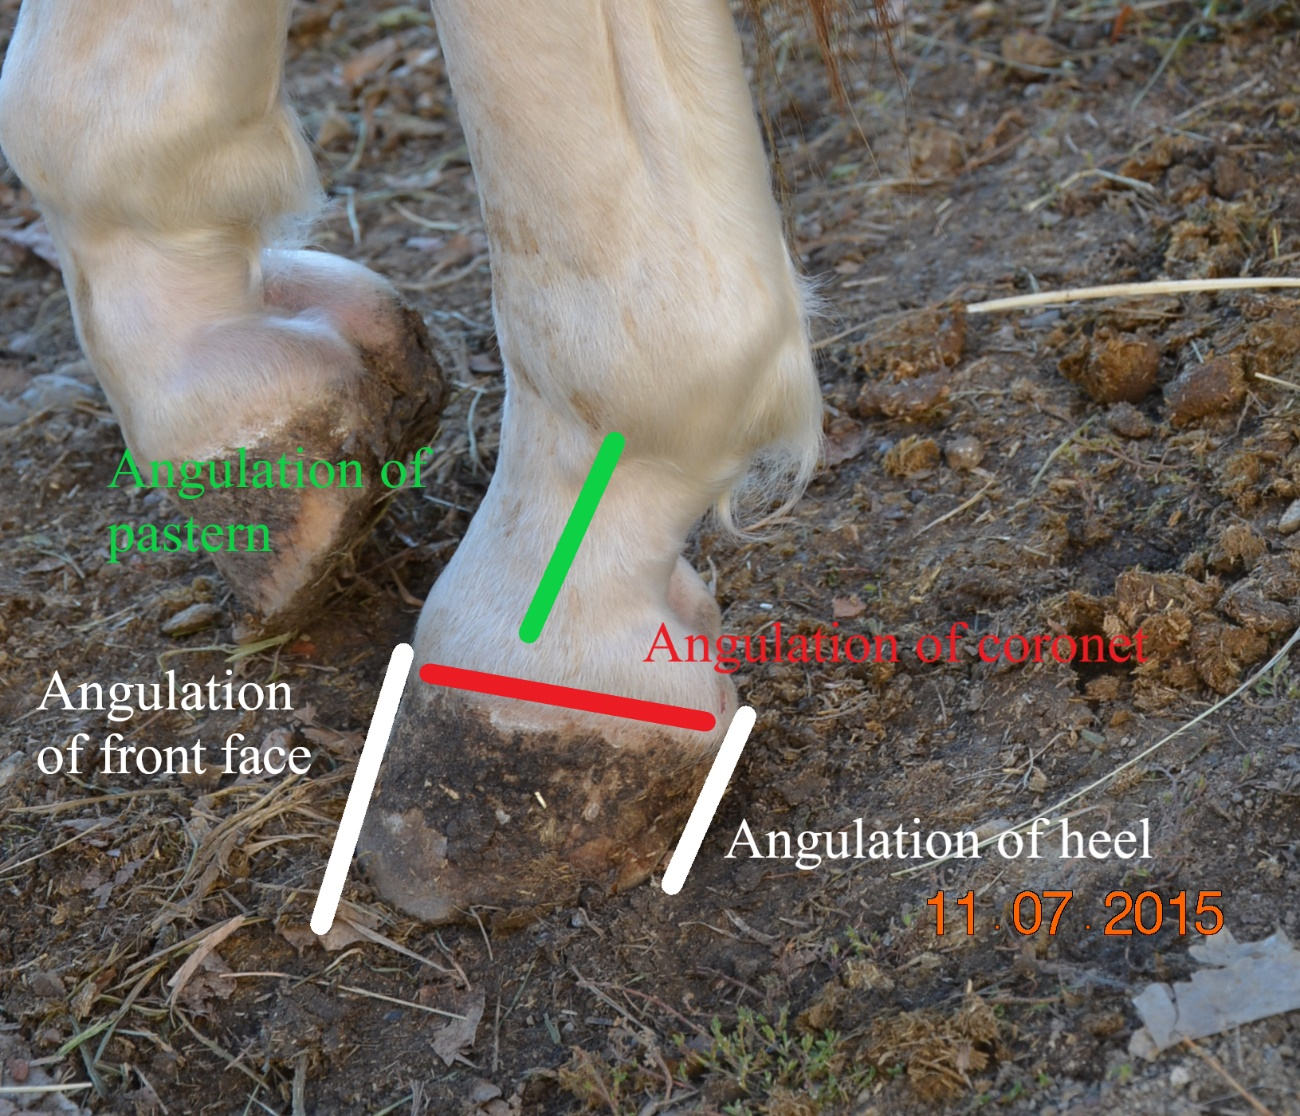 Angulation of
pastern
Angulation of coronet
Angulation
of front face
Angulation of heel
11.07.2015